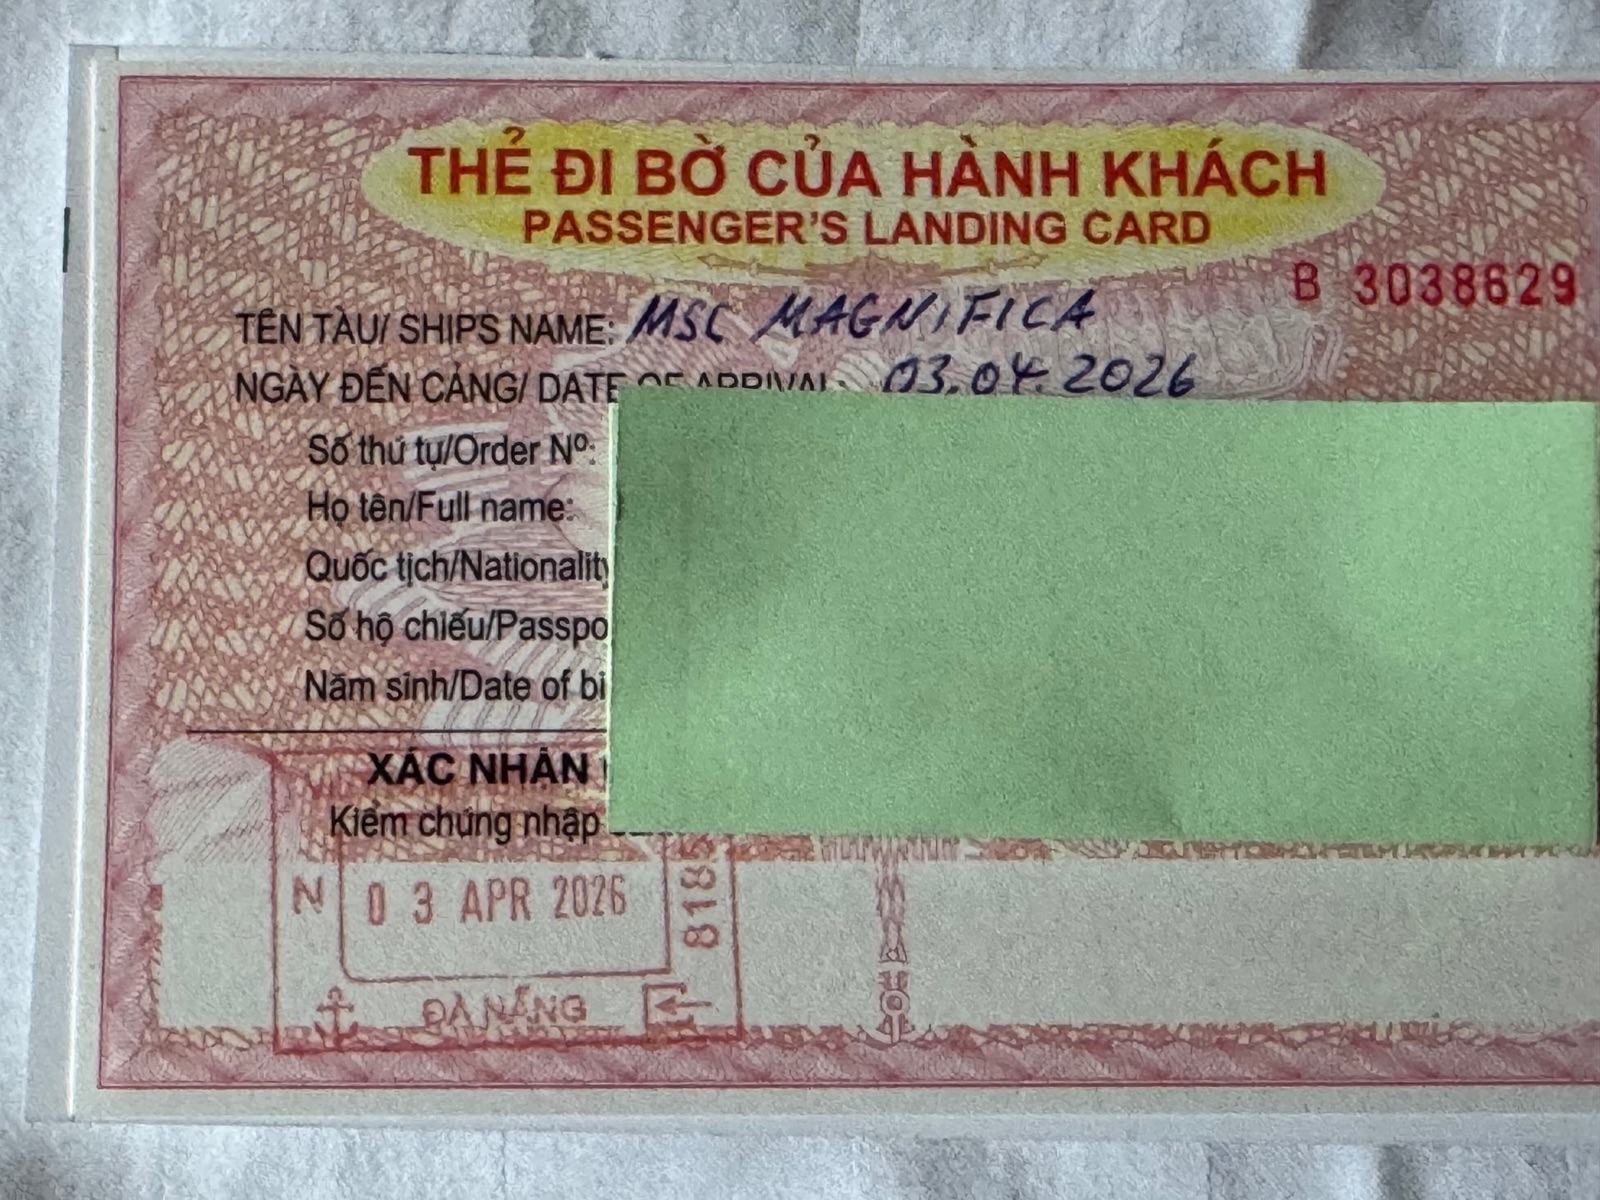 THẺ ĐI BỜ CỦA HÀNH KHÁCH
PASSENGER'S LANDING CARD
B 3038629
TÊN TÀU/ SHIPS NAME: MSC MAGNIFICA
NGÀY ĐẾN CẢNG/ DATE OF ARRIVAL: 03.04.2026
Số thứ tự/Order Nº:
Họ tên/Full name:
Quốc tịch/Nationality
Số hộ chiếu/Passpo
Năm sinh/Date of bi
XÁC NHẬN
Kiểm chứng nhập
N 03 APR 2026 8185
ĐÀ NẴNG